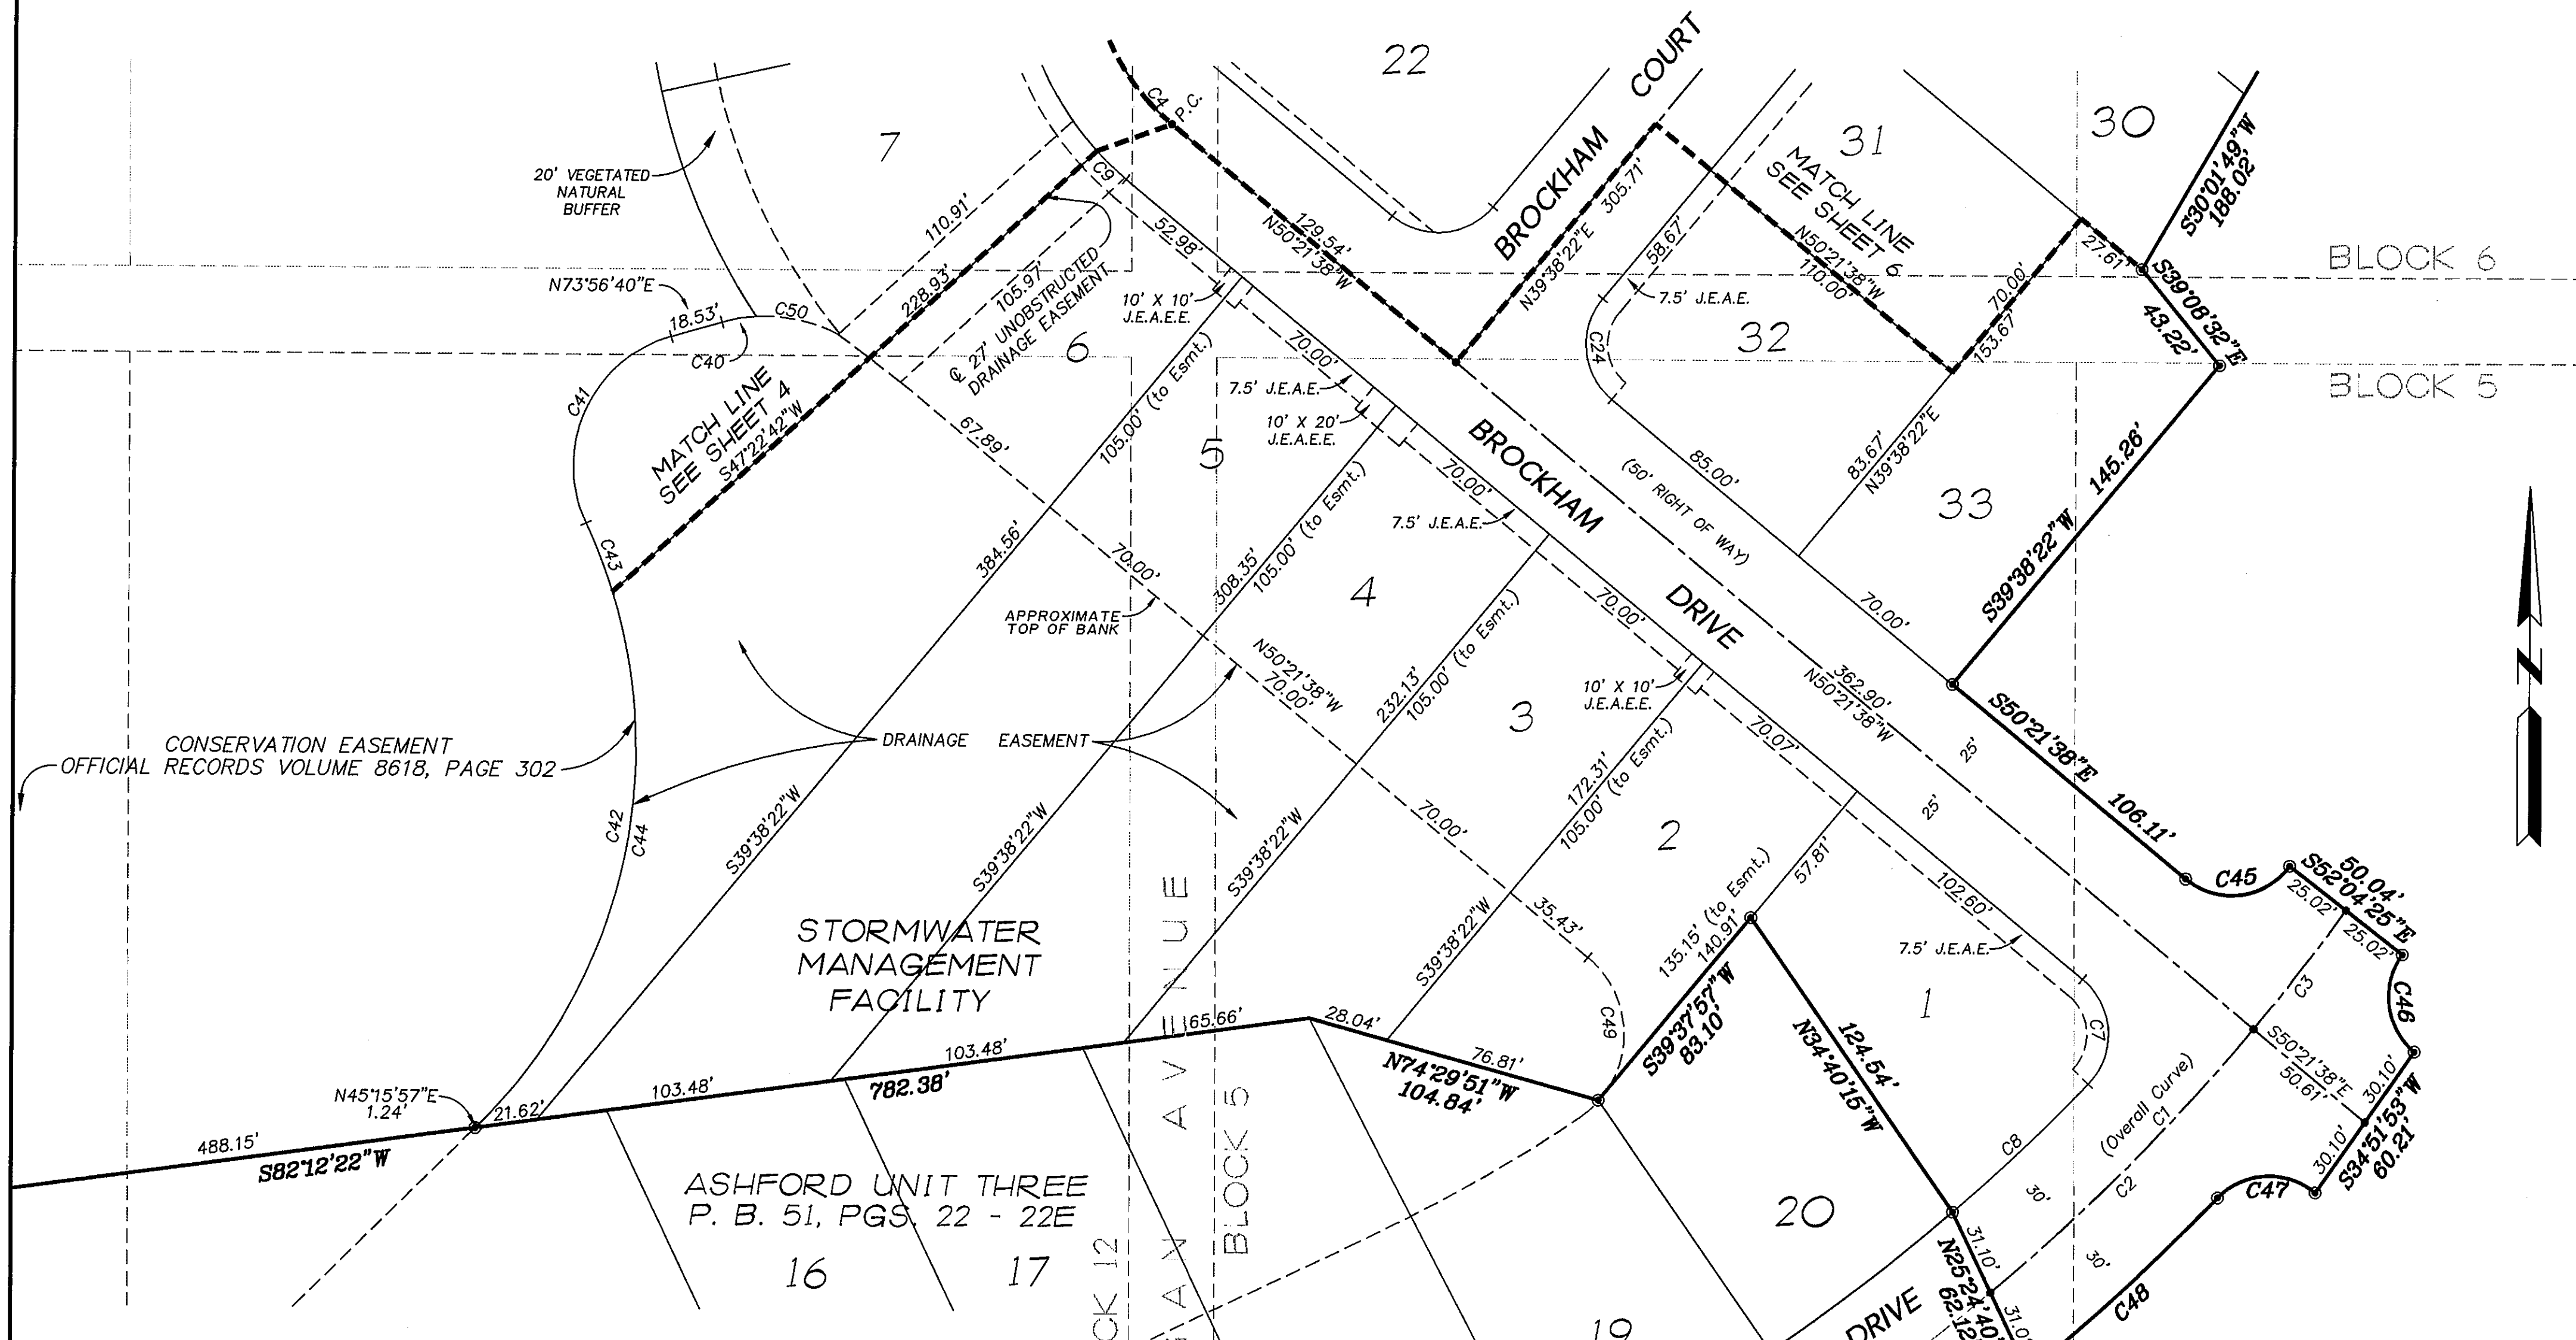 22
BROCKHAM COURT
30
31
7
C4
P.C.
C9
20' VEGETATED
NATURAL
BUFFER
110.91'
228.93'
105.97'
℄ 27' UNOBSTRUCTED
DRAINAGE EASEMENT
52.98'
129.54'
N50°21'38"W
305.71'
N39°38'22"E
58.67'
MATCH LINE
SEE SHEET 6
N50°21'38"W
110.00'
S30°01'49"W
188.02'
27.61'
BLOCK 6
S39°08'32"E
43.22'
70.00'
153.67'
BLOCK 5
N73°56'40"E
18.53'
C50
C40
C41
10' X 10'
J.E.A.E.E.
6
7.5' J.E.A.E.
C24
32
70.00'
7.5' J.E.A.E.
10' X 20'
J.E.A.E.E.
105.00' (to Esmt.)
MATCH LINE
SEE SHEET 4
S47°22'42"W
67.89'
5
BROCKHAM
(50' RIGHT OF WAY)
85.00'
83.67'
N39°38'22"E
33
145.26'
S39°38'22"W
70.00'
7.5' J.E.A.E.
C43
384.56'
70.00'
308.35'
105.00' (to Esmt.)
4
APPROXIMATE
TOP OF BANK
70.00'
DRIVE
70.00'
N50°21'38"W
70.00'
232.13'
105.00' (to Esmt.)
3
10' X 10'
J.E.A.E.E.
362.90'
N50°21'38"W
S50°21'38"E
106.11'
N
CONSERVATION EASEMENT
OFFICIAL RECORDS VOLUME 8618, PAGE 302
DRAINAGE EASEMENT
70.07'
25'
25'
172.31'
105.00' (to Esmt.)
C42
C44
S39°38'22"W
S39°38'22"W
S39°38'22"W
70.00'
2
57.81'
135.15' (to Esmt.)
140.91'
102.60'
7.5' J.E.A.E.
C45
50.04'
S52°04'25"E
25.02'
25.02'
STORMWATER
MANAGEMENT
FACILITY
S39°38'22"W
35.43'
C49
S39°37'57"W
83.10'
1
C7
C3
C46
N34°40'15"W
124.54'
65.66'
28.04'
76.81'
N74°29'51"W
104.84'
103.48'
103.48'
782.38'
N45°15'57"E
1.24'
21.62'
488.15'
S82°12'22"W
S50°21'38"E
50.61'
30.10'
30.10'
S34°51'53"W
60.21'
(Overall Curve)
C1
C2
C8
30'
30'
C47
C48
ASHFORD UNIT THREE
P. B. 51, PGS. 22 - 22E
16
17
AVENUE
BLOCK 5
CK 12
AN
20
19
31.10'
N25°24'40"
62.12
31.0
DRIVE